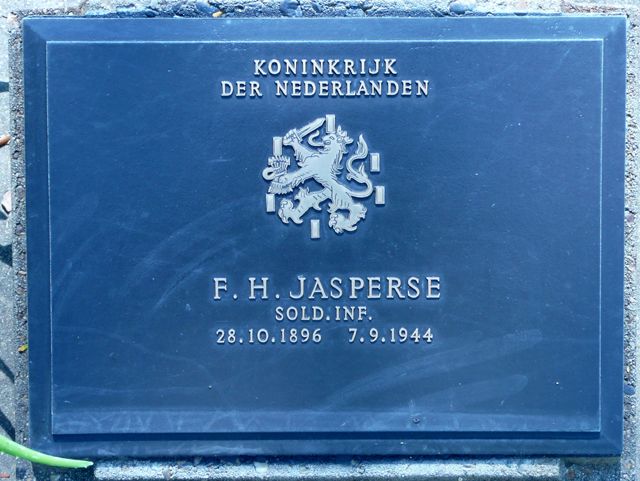 KONINKRIJK
DER NEDERLANDEN
F. H. JASPERSE
SOLD. INF.
28.10.1896 7.9.1944